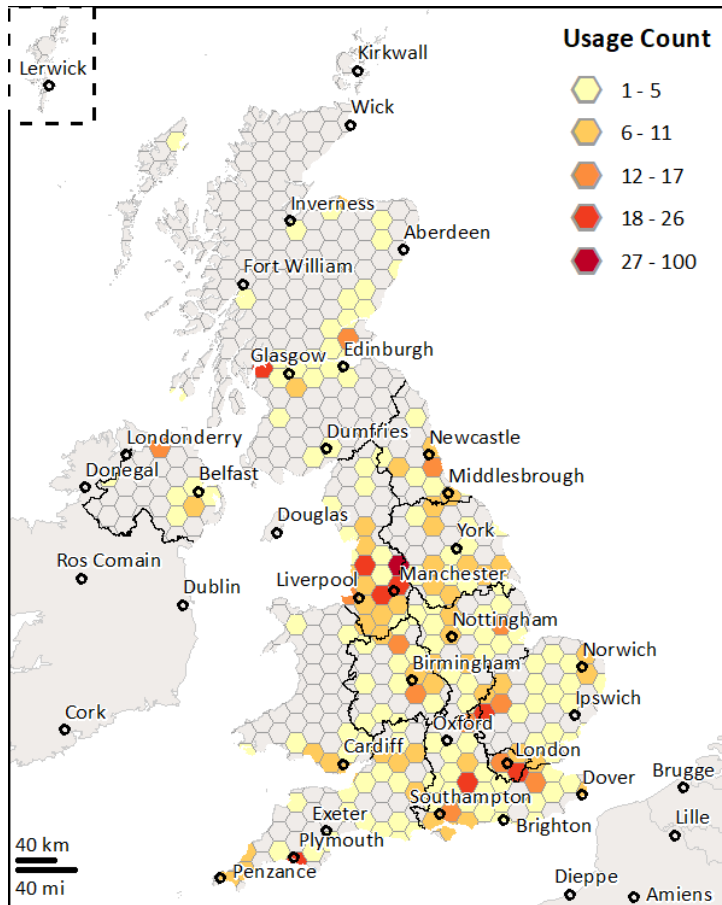 Usage Count
1 - 5
6 - 11
12 - 17
18 - 26
27 - 100
Lerwick
Kirkwall
Wick
Inverness
Aberdeen
Fort William
Glasgow
Edinburgh
Dumfries
Londonderry
Newcastle
Donegal
Belfast
Middlesbrough
Douglas
York
Ros Comain
Liverpool
Manchester
Dublin
Nottingham
Norwich
Birmingham
Cork
Ipswich
Oxford
Cardiff
London
Dover
Brugge
Southampton
Exeter
Brighton
Lille
Plymouth
40 km
40 mi
Penzance
Dieppe
Amiens